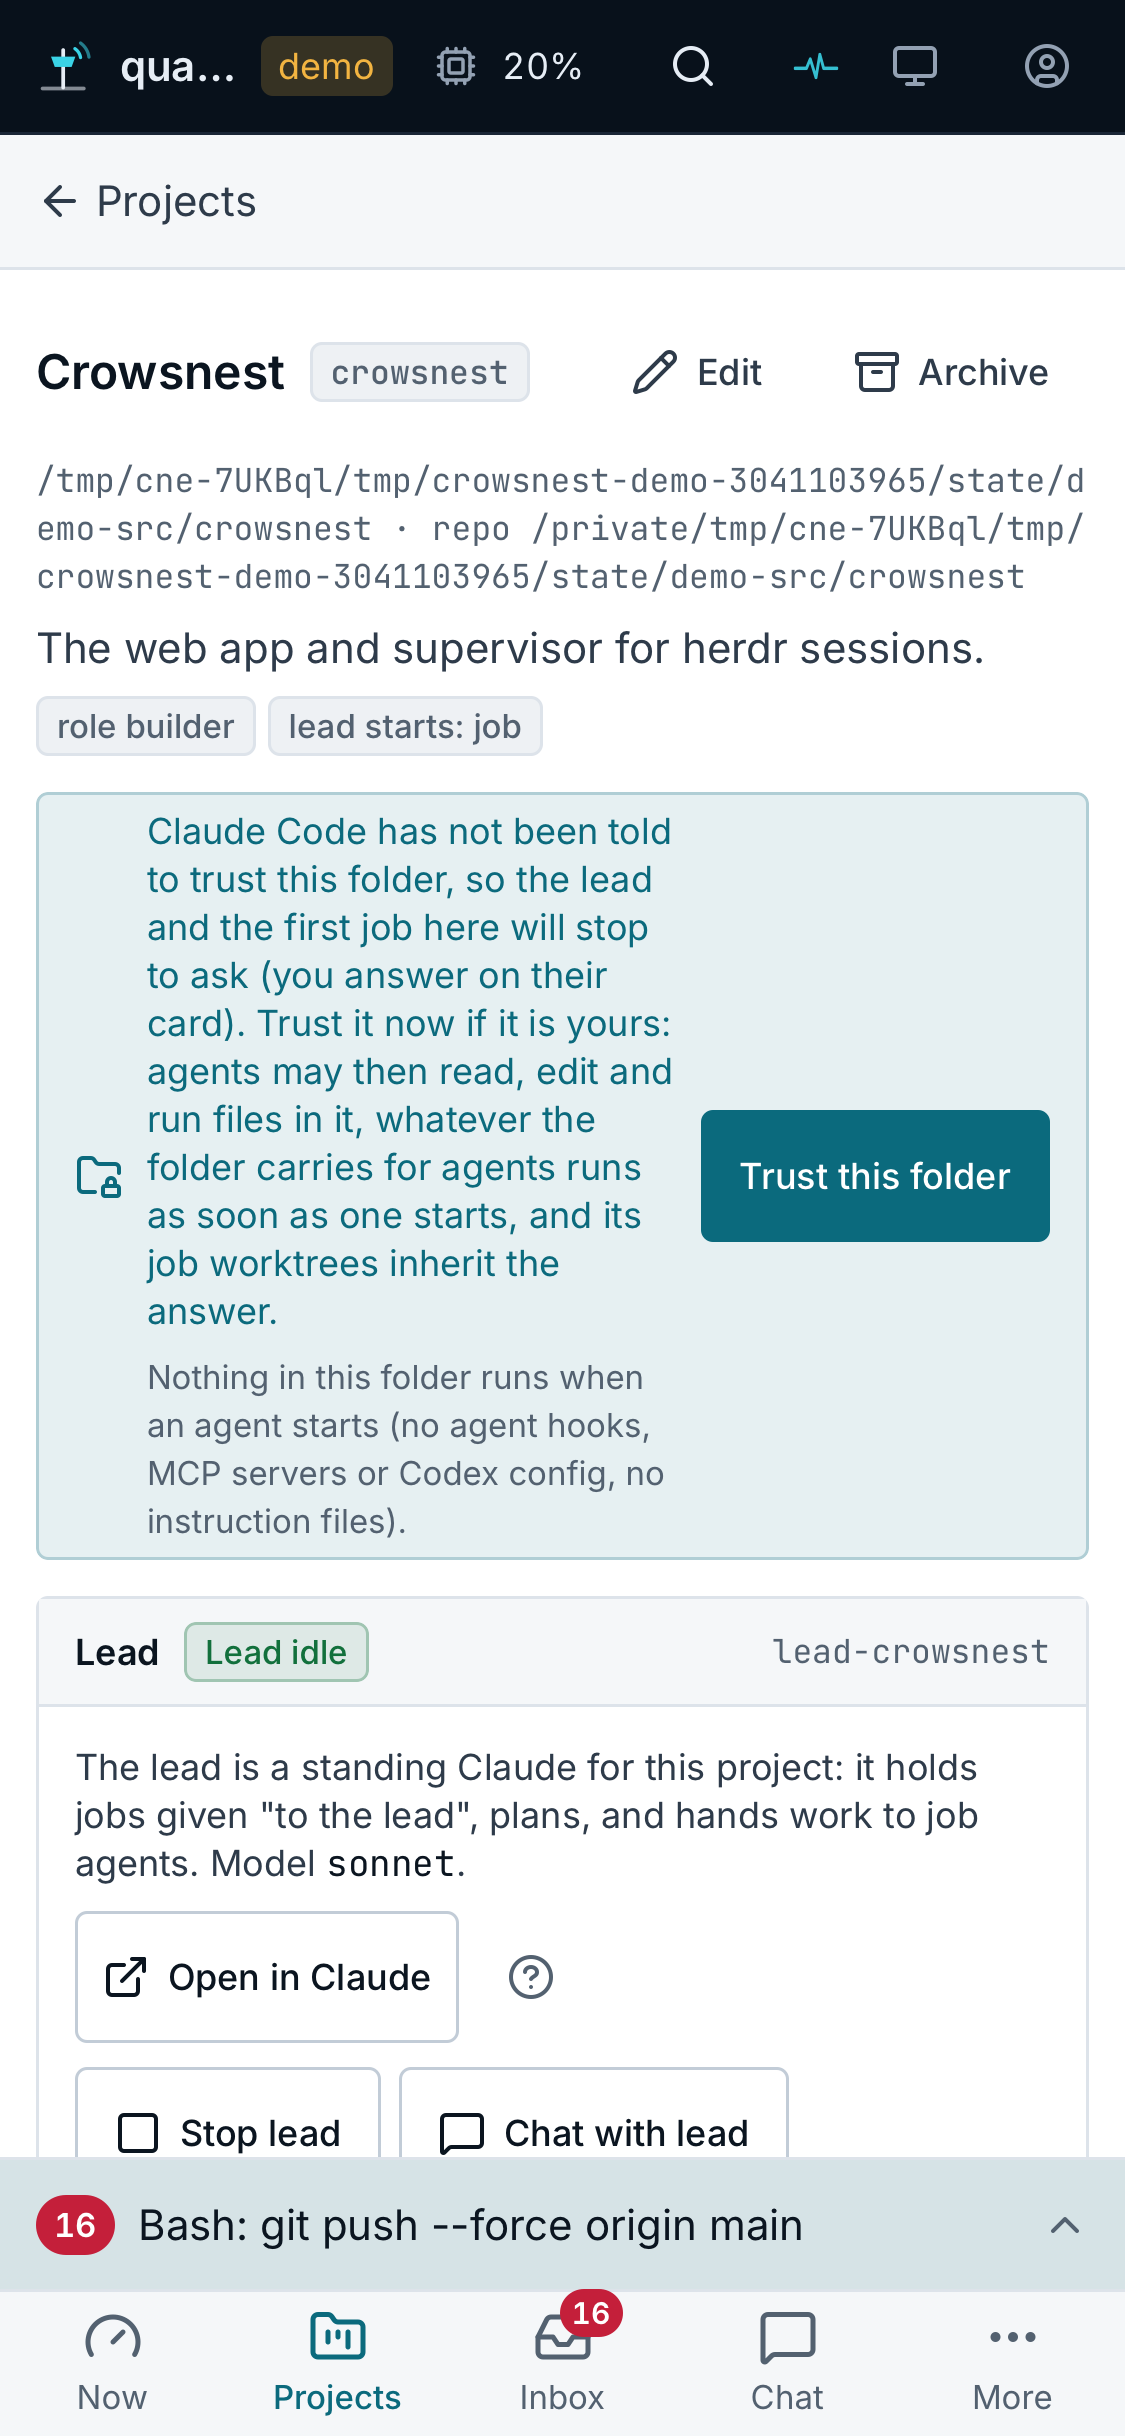 qua... demo 20%
Projects
Crowsnest crowsnest Edit Archive
/tmp/cne-7UKBql/tmp/crowsnest-demo-3041103965/state/d
emo-src/crowsnest · repo /private/tmp/cne-7UKBql/tmp/
crowsnest-demo-3041103965/state/demo-src/crowsnest
The web app and supervisor for herdr sessions.
role builder lead starts: job
Claude Code has not been told
to trust this folder, so the lead
and the first job here will stop
to ask (you answer on their
card). Trust it now if it is yours:
agents may then read, edit and
run files in it, whatever the
folder carries for agents runs
as soon as one starts, and its
job worktrees inherit the
answer.
Trust this folder
Nothing in this folder runs when
an agent starts (no agent hooks,
MCP servers or Codex config, no
instruction files).
Lead Lead idle lead-crowsnest
The lead is a standing Claude for this project: it holds
jobs given "to the lead", plans, and hands work to job
agents. Model sonnet.
Open in Claude
Stop lead Chat with lead
16 Bash: git push --force origin main
16
Now Projects Inbox Chat More